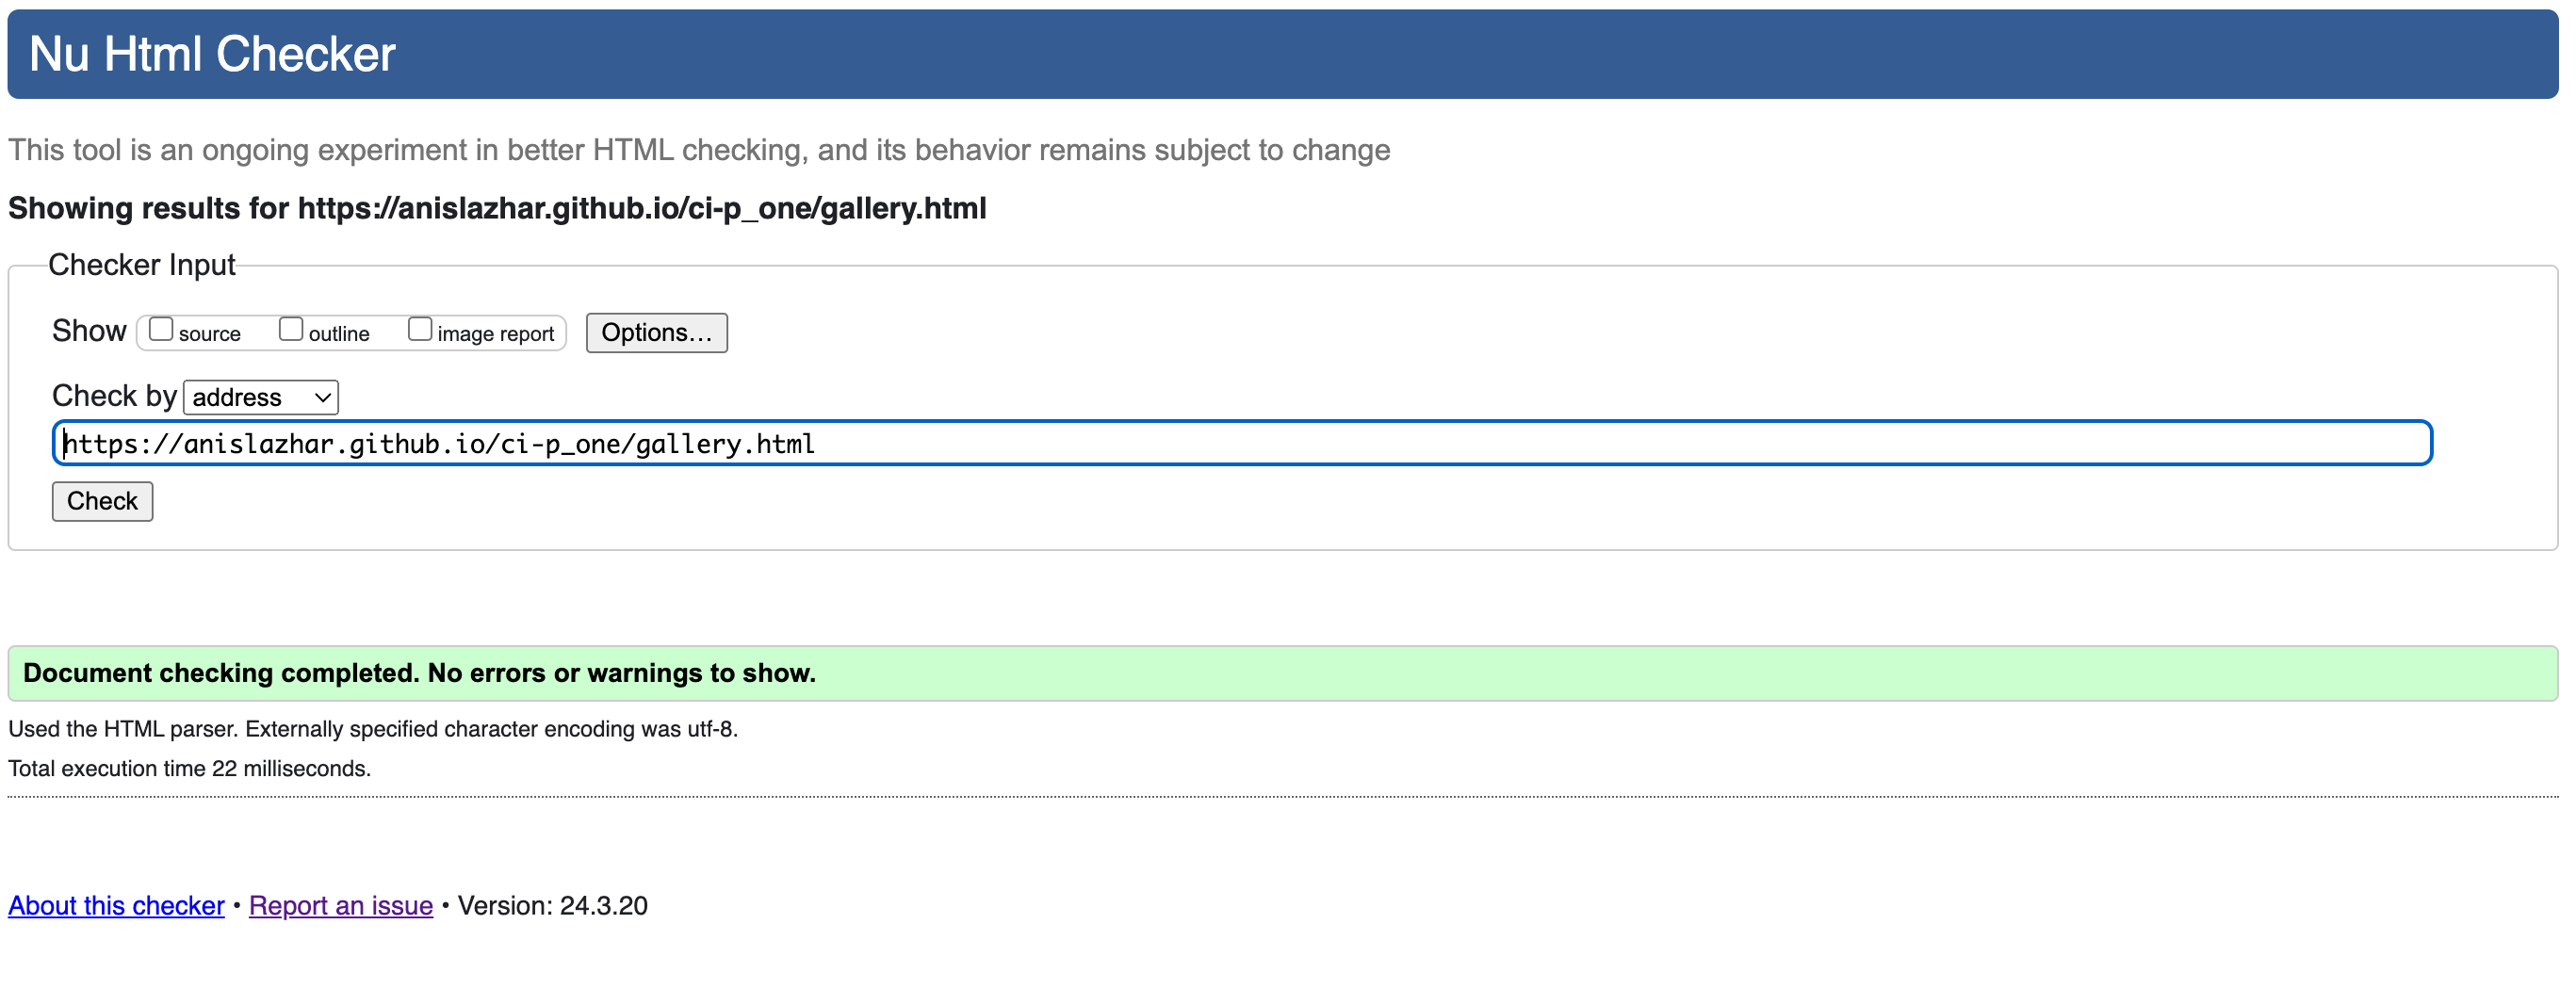 Nu Html Checker
This tool is an ongoing experiment in better HTML checking, and its behavior remains subject to change
Showing results for https://anislazhar.github.io/ci-p_one/gallery.html
Checker Input
Show source outline image report Options...
Check by address
https://anislazhar.github.io/ci-p_one/gallery.html
Check
Document checking completed. No errors or warnings to show.
Used the HTML parser. Externally specified character encoding was utf-8.
Total execution time 22 milliseconds.
About this checker • Report an issue • Version: 24.3.20